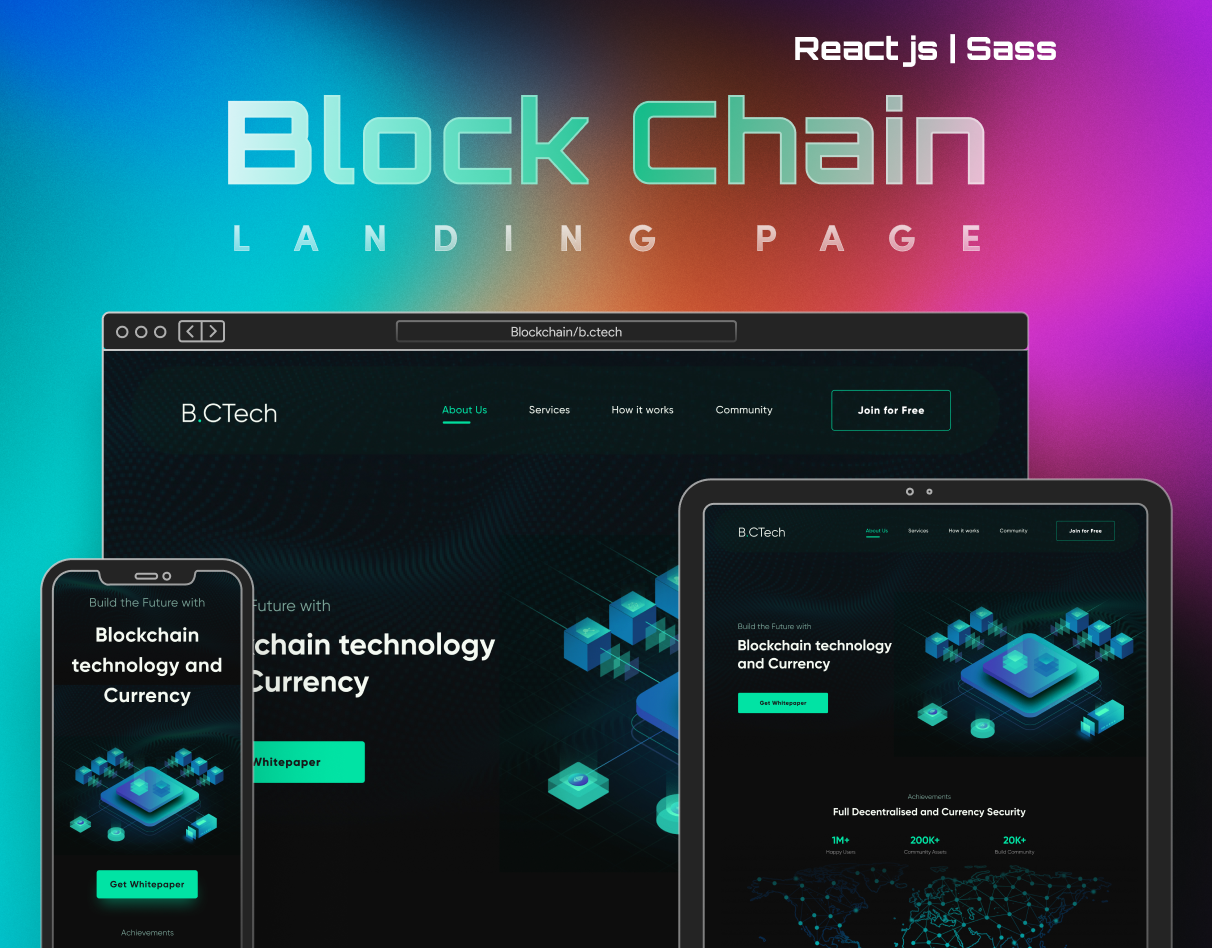 React js | Sass
Block Chain
LANDING PAGE
Blockchain/b.ctech
B.CTech
About Us
Services
How it works
Community
Join for Free
Future with
chain technology
Currency
Whitepaper
Build the Future with
Blockchain
technology and
Currency
Get Whitepaper
Achievements
B.CTech
About Us
Services
How it works
Community
Join for Free
Build the Future with
Blockchain technology
and Currency
Get Whitepaper
Achievements
Full Decentralised and Currency Security
1M+
200K+
20K+
Happy Users
Community Assets
Build Community